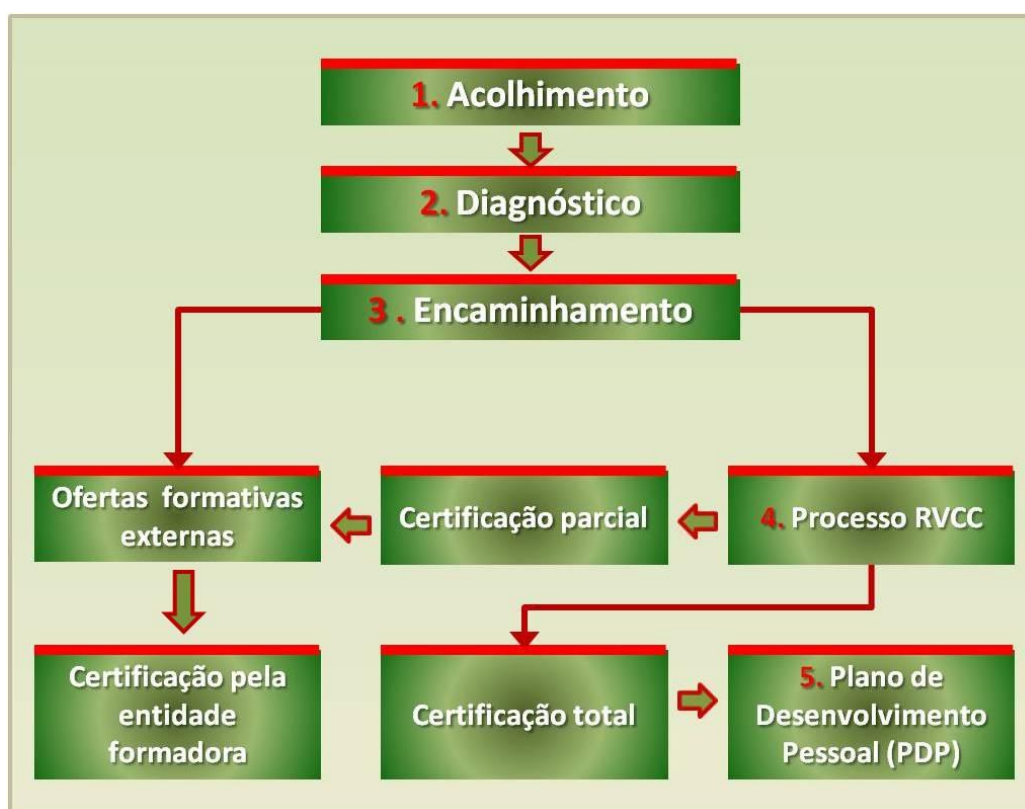 1. Acolhimento
2. Diagnóstico
3 . Encaminhamento
Ofertas formativas
externas
Certificação parcial
4. Processo RVCC
Certificação pela
entidade
formadora
Certificação total
5. Plano de
Desenvolvimento
Pessoal (PDP)